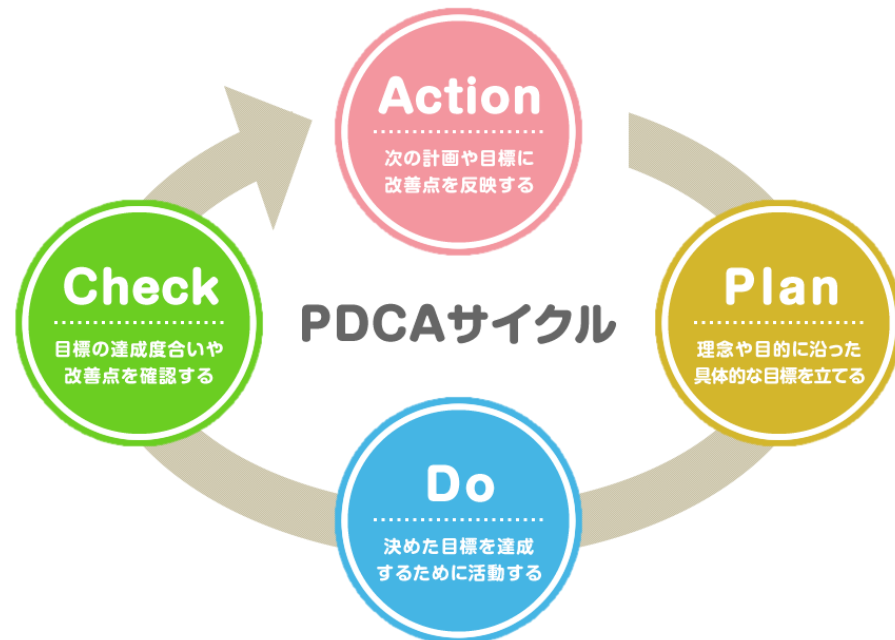 Action
次の計画や目標に
改善点を反映する
Check
目標の達成度合いや
改善点を確認する
PDCAサイクル
Plan
理念や目的に沿った
具体的な目標を立てる
Do
決めた目標を達成
するために活動する